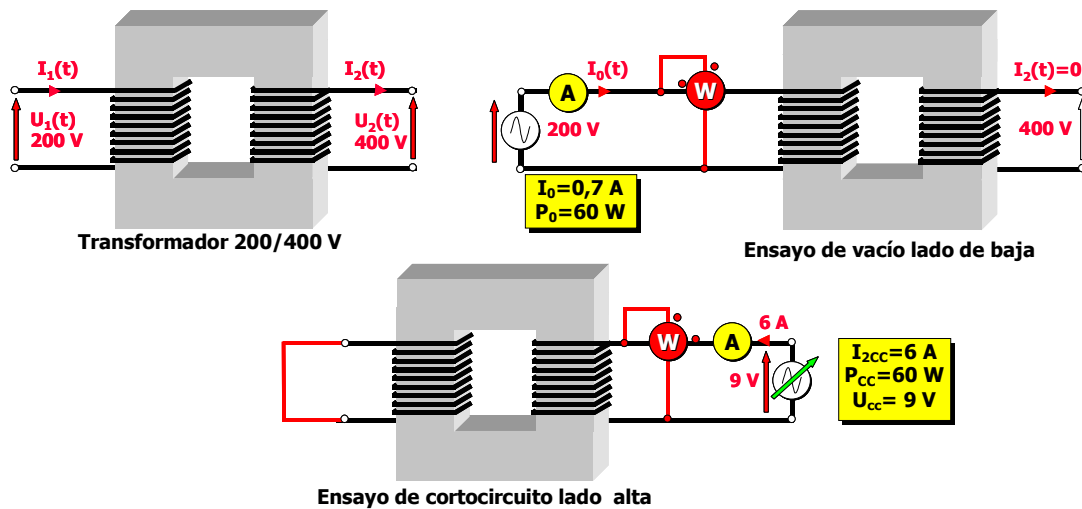 I₁(t)
I₂(t)
U₁(t)
200 V
U₂(t)
400 V
Transformador 200/400 V
I₀(t)
I₂(t)=0
A
W
200 V
400 V
I₀=0,7 A
P₀=60 W
Ensayo de vacío lado de baja
6 A
W
A
9 V
I₂CC=6 A
PCC=60 W
Ucc= 9 V
Ensayo de cortocircuito lado alta